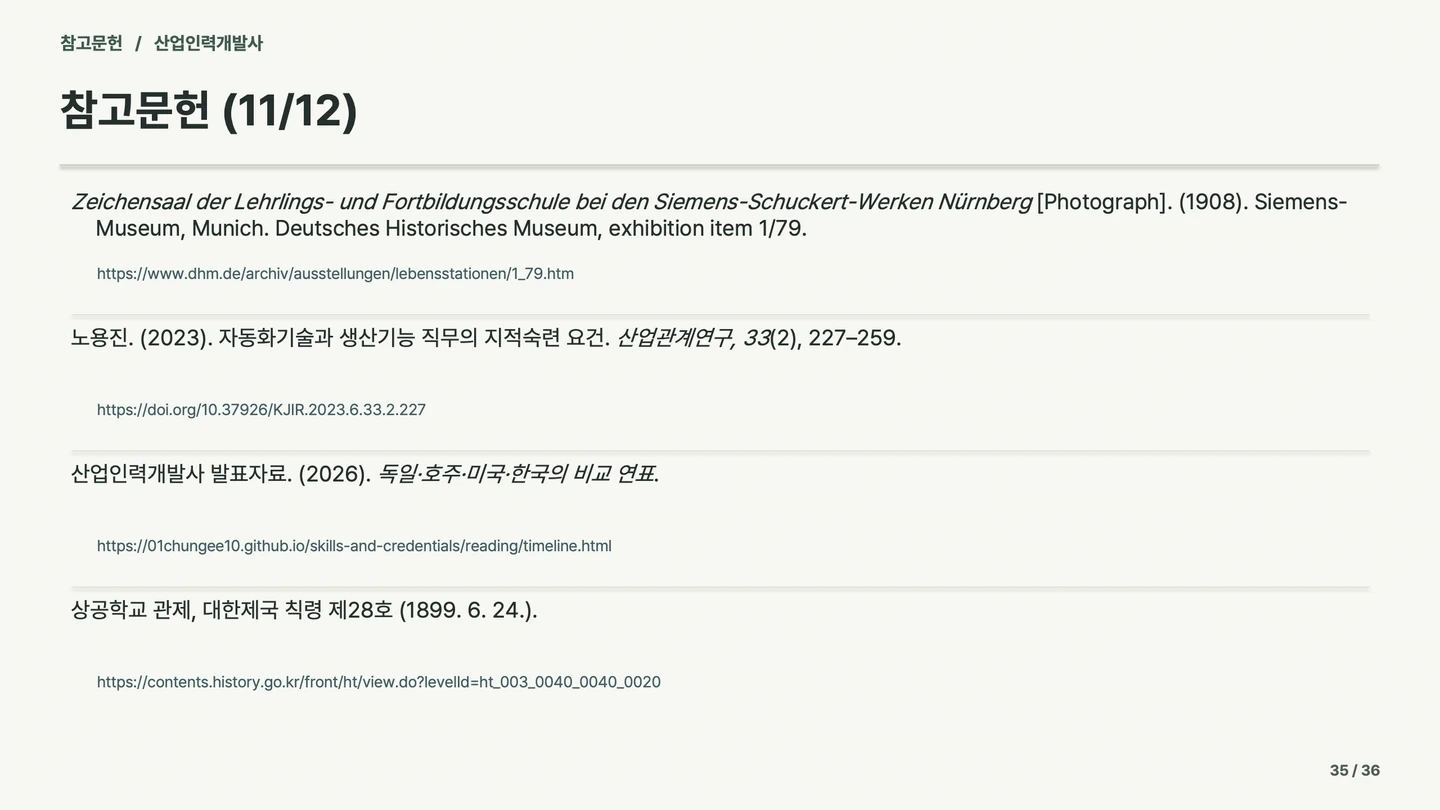 참고문헌 / 산업인력개발사
참고문헌 (11/12)
Zeichensaal der Lehrlings- und Fortbildungsschule bei den Siemens-Schuckert-Werken Nürnberg [Photograph]. (1908). Siemens-
Museum, Munich. Deutsches Historisches Museum, exhibition item 1/79.
https://www.dhm.de/archiv/ausstellungen/lebensstationen/1_79.htm
노용진. (2023). 자동화기술과 생산기능 직무의 지적숙련 요건. 산업관계연구, 33(2), 227–259.
https://doi.org/10.37926/KJIR.2023.6.33.2.227
산업인력개발사 발표자료. (2026). 독일·호주·미국·한국의 비교 연표.
https://01chungee10.github.io/skills-and-credentials/reading/timeline.html
상공학교 관제, 대한제국 칙령 제28호 (1899. 6. 24.).
https://contents.history.go.kr/front/ht/view.do?levelId=ht_003_0040_0040_0020
35 / 36